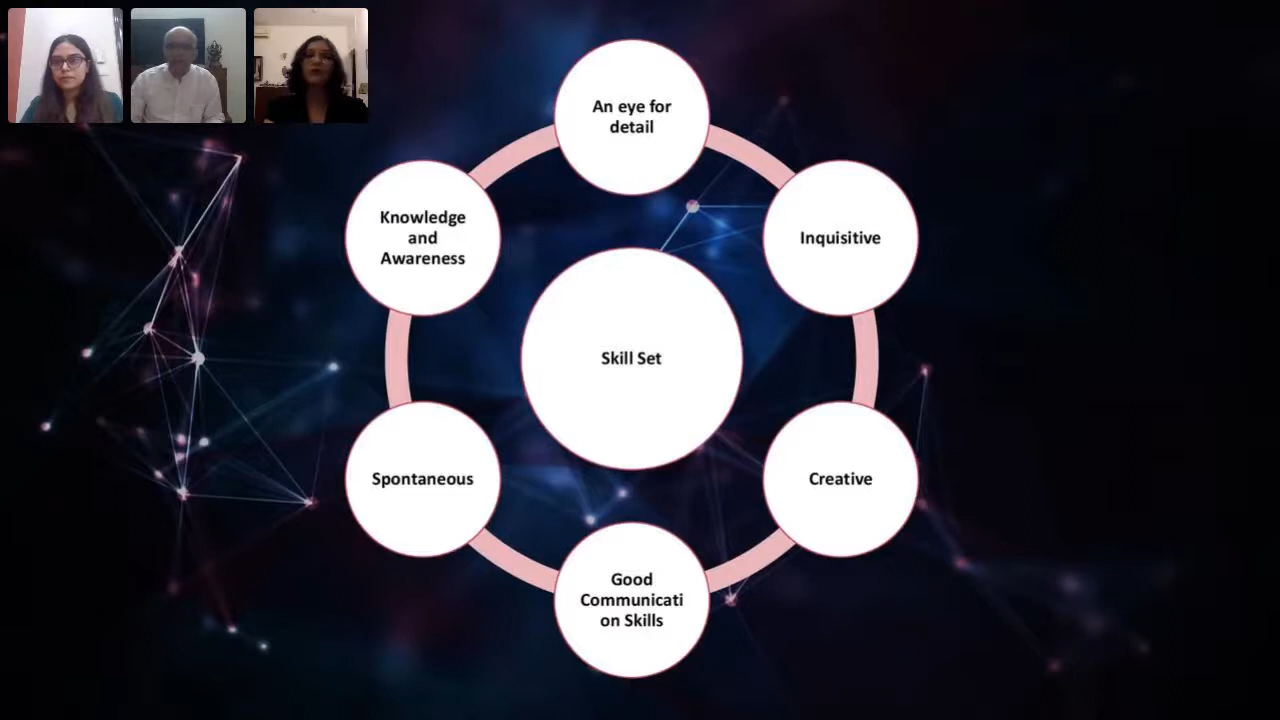 An eye for
detail
Knowledge
and
Awareness
Inquisitive
Skill Set
Spontaneous
Creative
Good
Communicati
on Skills